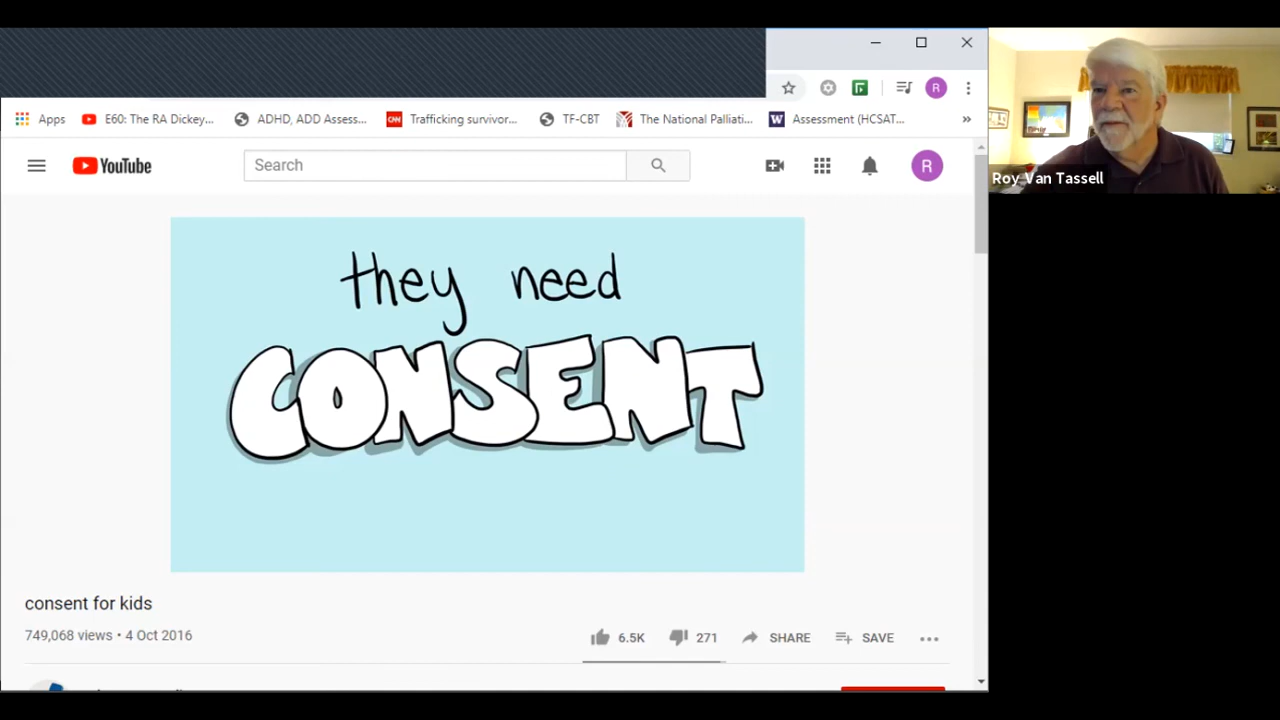 Apps
E60: The RA Dickey...
ADHD, ADD Assess...
CNN
Trafficking survivor...
TF-CBT
The National Palliati...
W
Assessment (HCSAT...
»
R
YouTube
Search
R
Roy Van Tassell
they need
CONSENT
consent for kids
749,068 views • 4 Oct 2016
6.5K
271
SHARE
SAVE